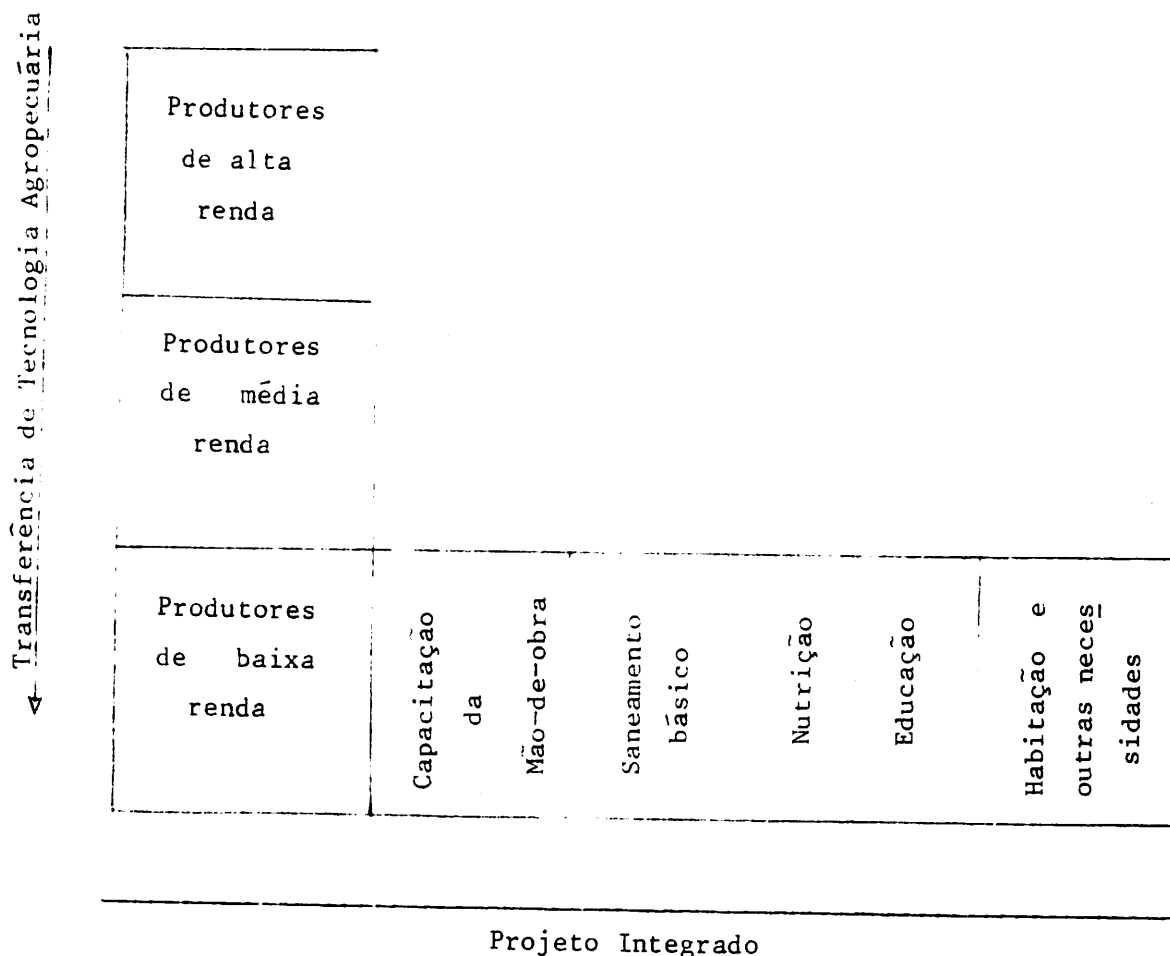 Transferência de Tecnologia Agropecuária
Produtores
de alta
renda
Produtores
de média
renda
Produtores
de baixa
renda
Capacitação
da
Mão-de-obra
Saneamento
básico
Nutrição
Educação
Habitação e
outras neces
sidades
Projeto Integrado